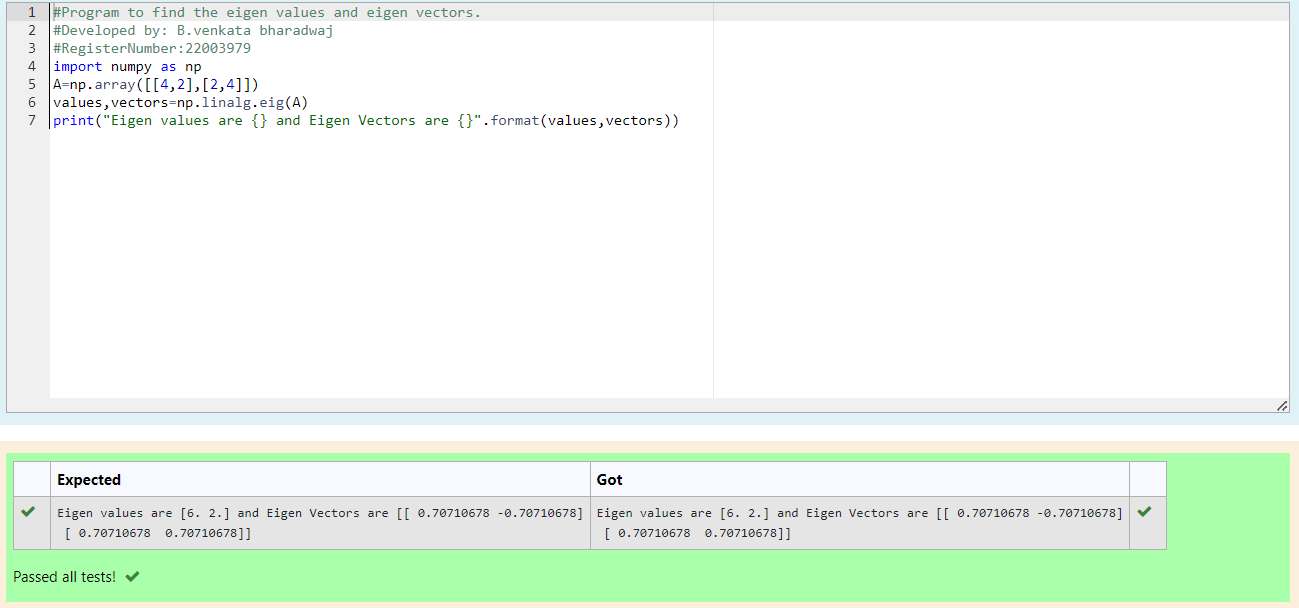 1 #Program to find the eigen values and eigen vectors.
2 #Developed by: B.venkata bharadwaj
3 #RegisterNumber:22003979
4 import numpy as np
5 A=np.array([[4,2],[2,4]])
6 values,vectors=np.linalg.eig(A)
7 print("Eigen values are {} and Eigen Vectors are {}".format(values,vectors))
Expected Got
Eigen values are [6. 2.] and Eigen Vectors are [[ 0.70710678 -0.70710678] Eigen values are [6. 2.] and Eigen Vectors are [[ 0.70710678 -0.70710678]
[ 0.70710678  0.70710678]] [ 0.70710678  0.70710678]]
Passed all tests!